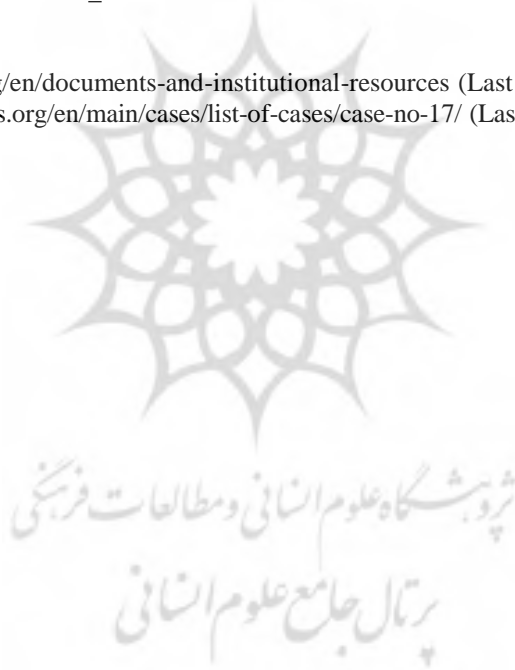 g/en/documents-and-institutional-resources (Last
s.org/en/main/cases/list-of-cases/case-no-17/ (Las
پژوهشگاه علوم انسانی و مطالعات فرهنگی
پرتال جامع علوم انسانی